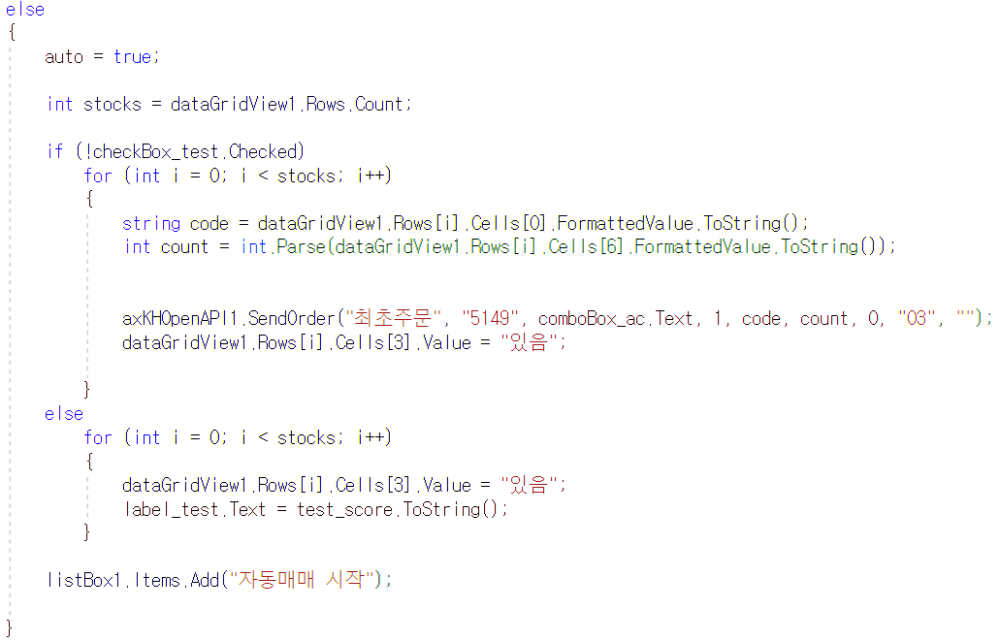 else
{
auto = true;
int stocks = dataGridView1.Rows.Count;
if (!checkBox_test.Checked)
for (int i = 0; i < stocks; i++)
{
string code = dataGridView1.Rows[i].Cells[0].FormattedValue.ToString();
int count = int.Parse(dataGridView1.Rows[i].Cells[6].FormattedValue.ToString());
axKHOpenAPI1.SendOrder("최초주문", "5149", comboBox_ac.Text, 1, code, count, 0, "03", "");
dataGridView1.Rows[i].Cells[3].Value = "있음";
}
else
for (int i = 0; i < stocks; i++)
{
dataGridView1.Rows[i].Cells[3].Value = "있음";
label_test.Text = test_score.ToString();
}
listBox1.Items.Add("자동매매 시작");
}